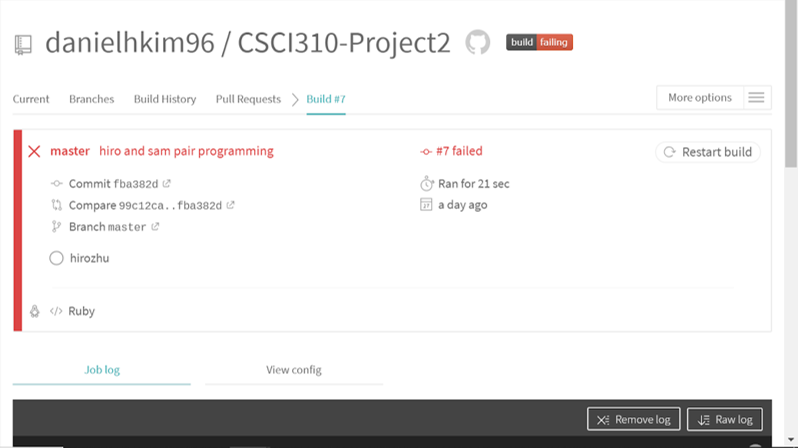 danielhkim96 / CSCI310-Project2 build failing
Current Branches Build History Pull Requests Build #7 More options
master hiro and sam pair programming #7 failed Restart build
Commit fba382d Ran for 21 sec
Compare 99c12ca..fba382d a day ago
Branch master
hirozhu
</> Ruby
Job log View config
Remove log Raw log